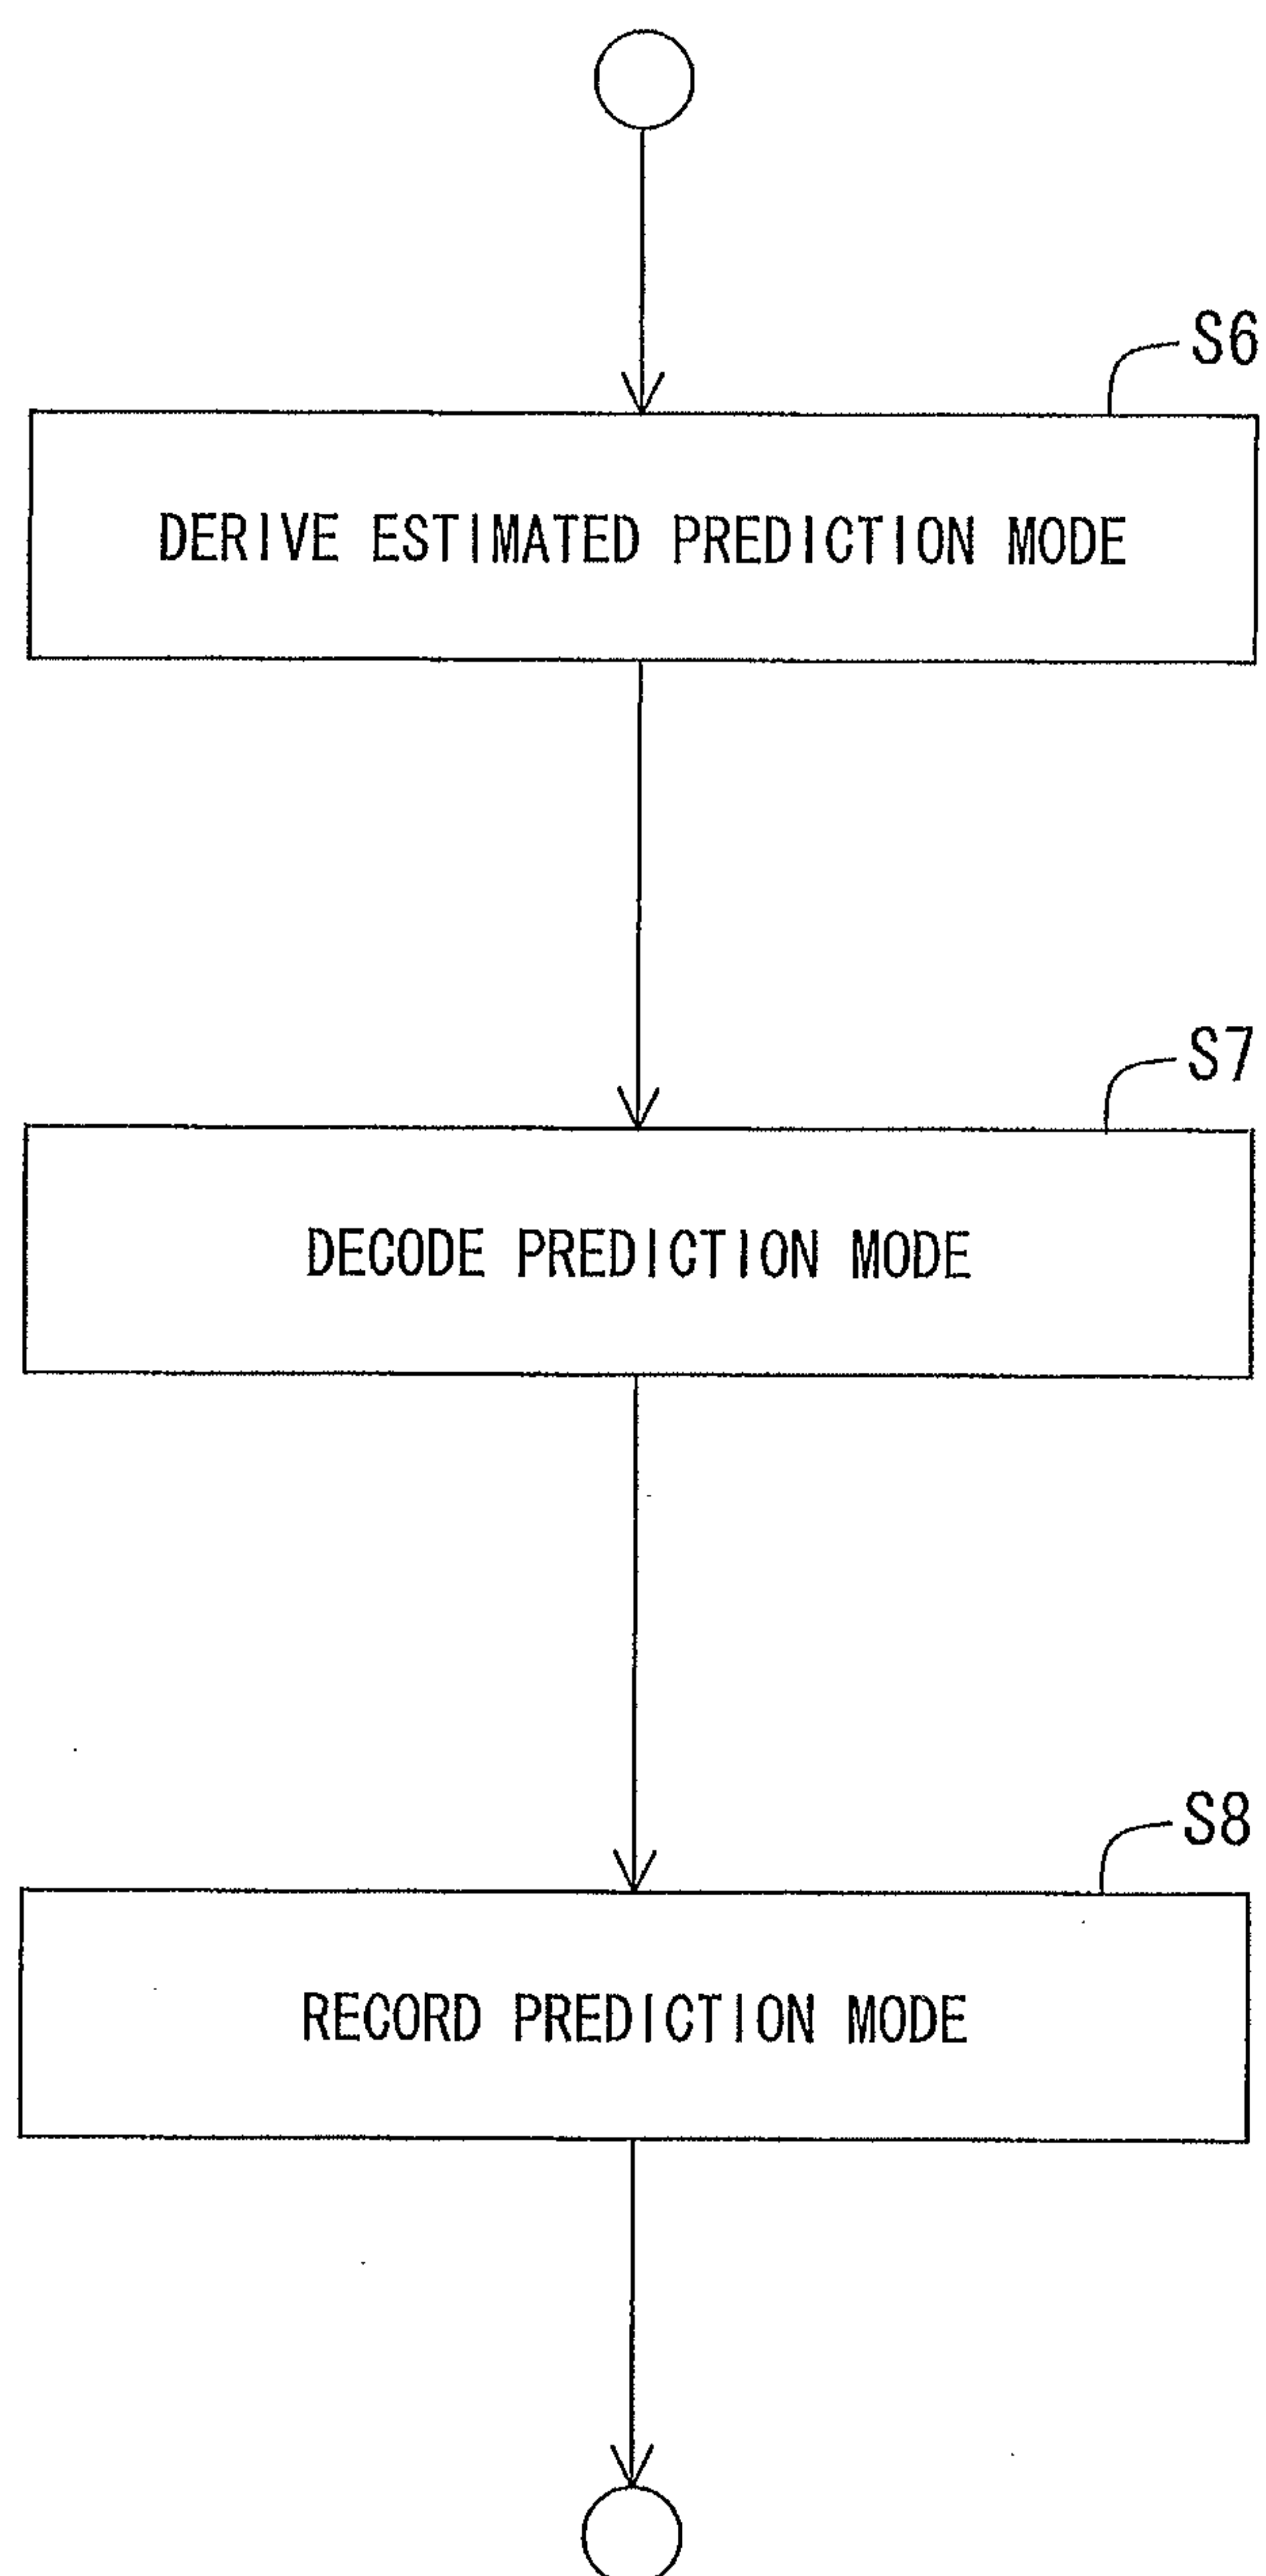 S6
DERIVE ESTIMATED PREDICTION MODE
S7
DECODE PREDICTION MODE
S8
RECORD PREDICTION MODE